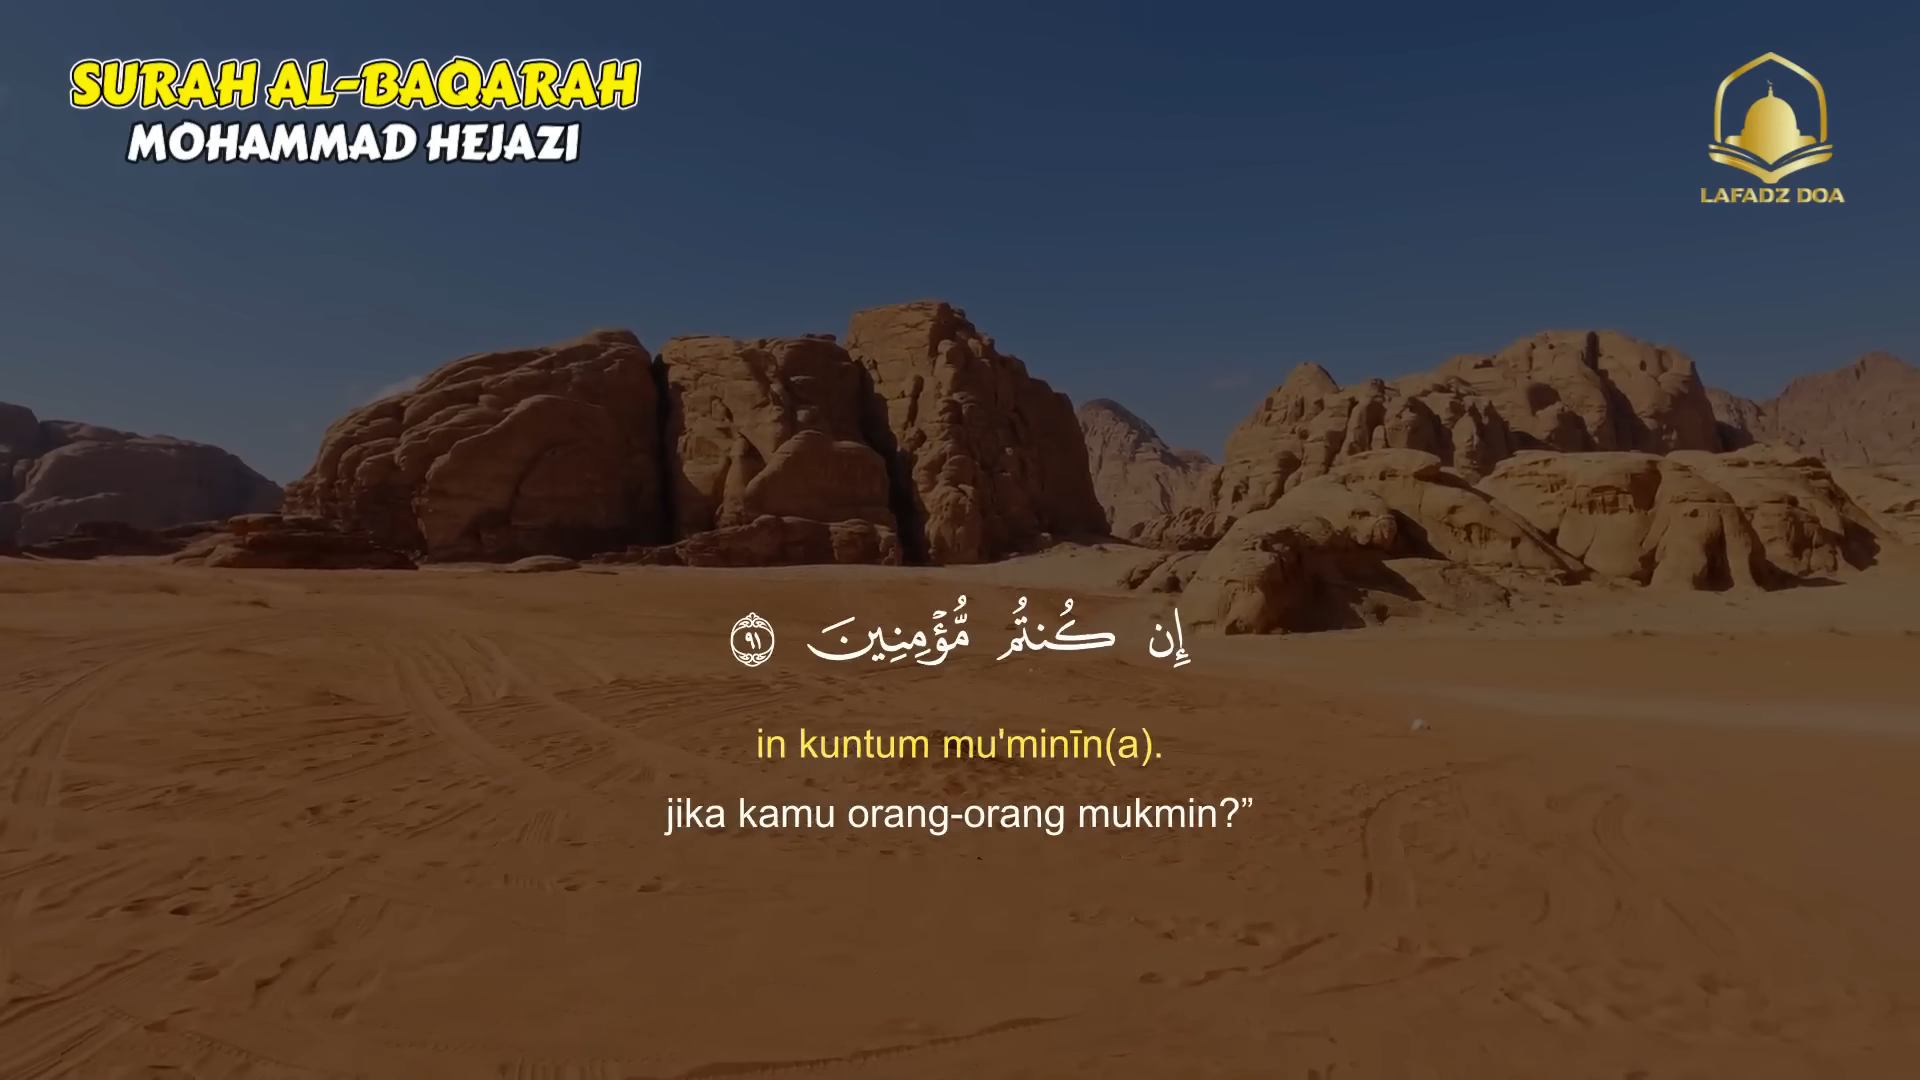 SURAH AL-BAQARAH
MOHAMMAD HEJAZI
LAFADZ DOA
إِن كُنتُم مُّؤْمِنِينَ ٩١
in kuntum mu'minīn(a).
jika kamu orang-orang mukmin?”